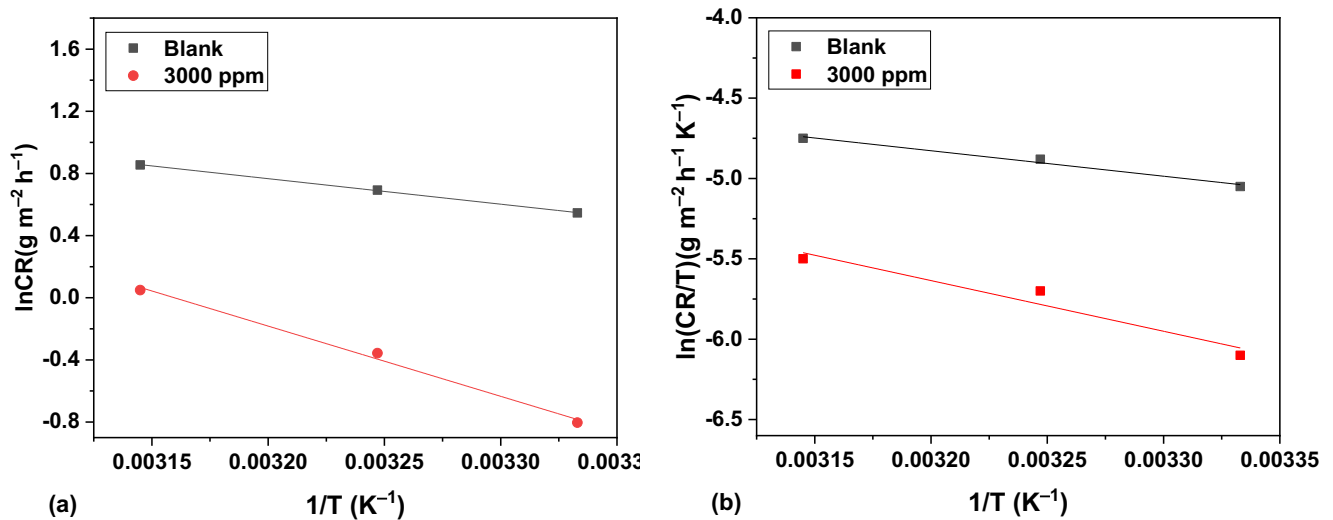 Blank
3000 ppm
lnCR(g m⁻² h⁻¹)
1.6
1.2
0.8
0.4
0.0
-0.4
-0.8
0.00315
0.00320
0.00325
0.00330
0.0033
(a)
1/T (K⁻¹)
Blank
3000 ppm
ln(CR/T)(g m⁻² h⁻¹ K⁻¹)
-4.0
-4.5
-5.0
-5.5
-6.0
-6.5
0.00315
0.00320
0.00325
0.00330
0.00335
(b)
1/T (K⁻¹)